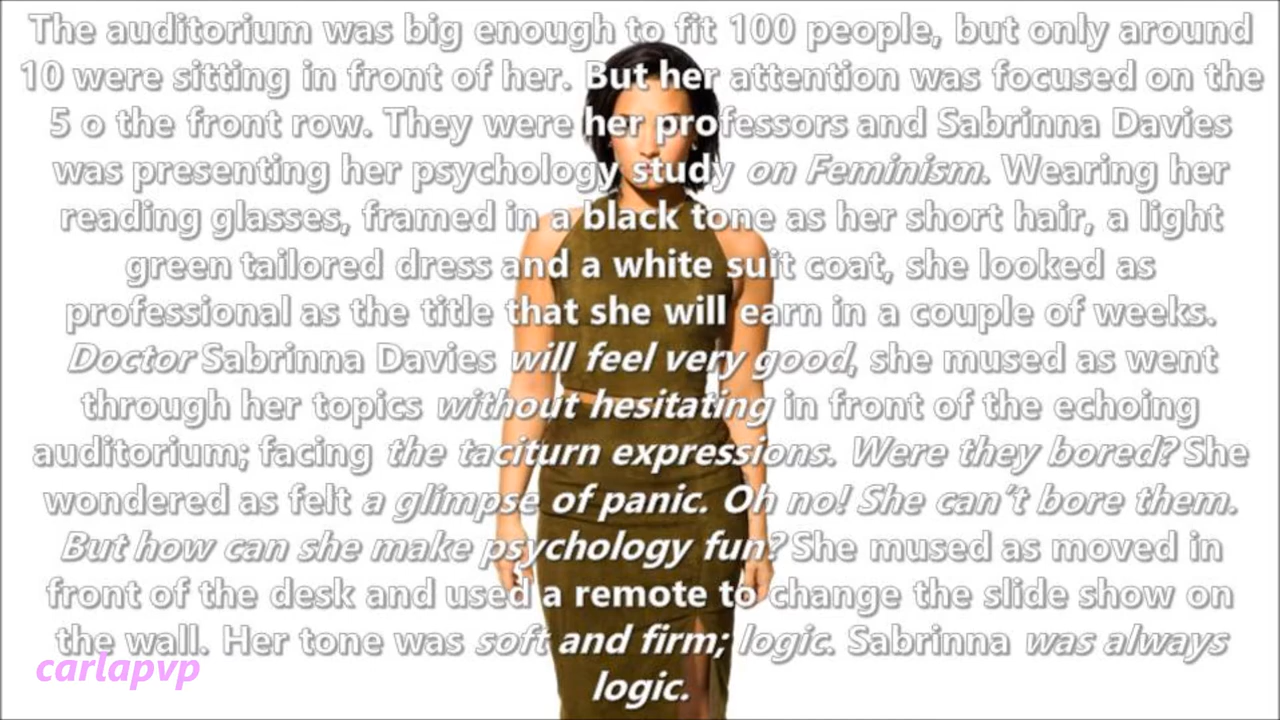 The auditorium was big enough to fit 100 people, but only around
10 were sitting in front of her. But her attention was focused on the
5 o the front row. They were her professors and Sabrinna Davies
was presenting her psychology study on Feminism. Wearing her
reading glasses, framed in a black tone as her short hair, a light
green tailored dress and a white suit coat, she looked as
professional as the title that she will earn in a couple of weeks.
Doctor Sabrinna Davies will feel very good, she mused as went
through her topics without hesitating in front of the echoing
auditorium; facing the taciturn expressions. Were they bored? She
wondered as felt a glimpse of panic. Oh no! She can't bore them.
But how can she make psychology fun? She mused as moved in
front of the desk and used a remote to change the slide show on
the wall. Her tone was soft and firm; logic. Sabrinna was always
logic.
carlapvp